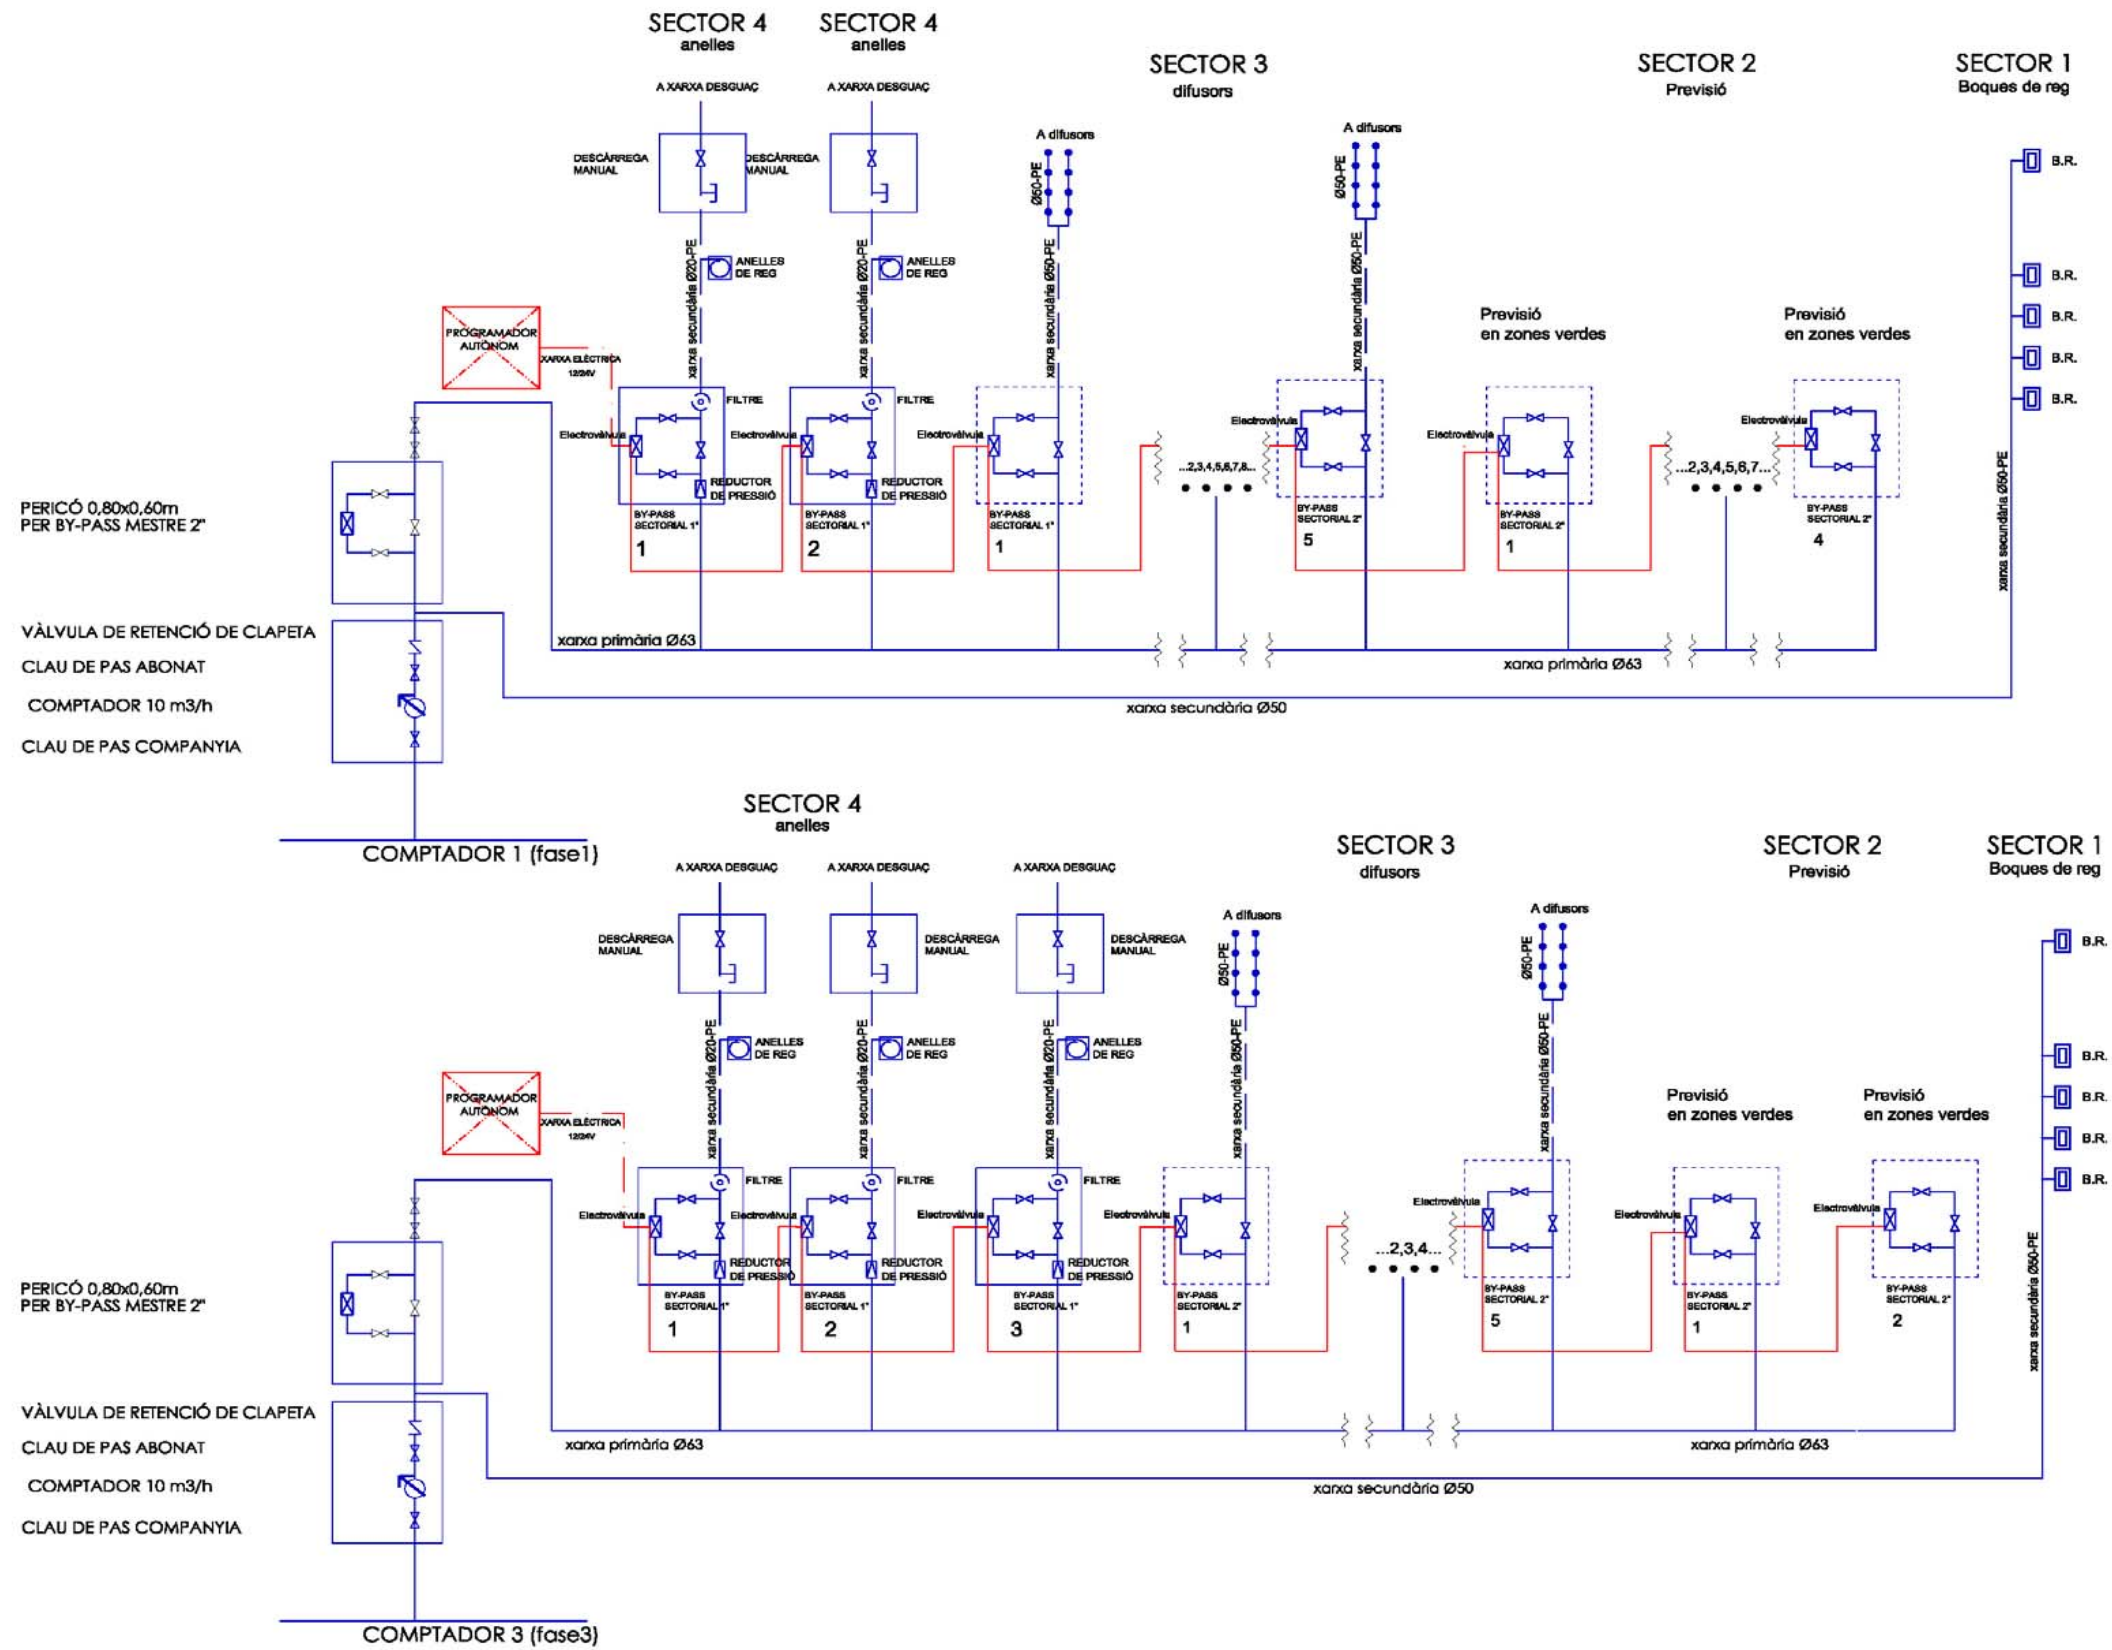 SECTOR 4
anelles
SECTOR 4
anelles
SECTOR 3
difusors
SECTOR 2
Previsió
SECTOR 1
Boques de reg
A XARXA DESGUAÇ
A XARXA DESGUAÇ
A difusors
A difusors
DESCÀRREGA
MANUAL
DESCÀRREGA
MANUAL
Ø50-PE
Ø50-PE
B.R.
B.R.
B.R.
B.R.
B.R.
xarxa secundària Ø20-PE
ANELLES
DE REG
xarxa secundària Ø20-PE
ANELLES
DE REG
xarxa secundària Ø50-PE
xarxa secundària Ø50-PE
Previsió
en zones verdes
Previsió
en zones verdes
PROGRAMADOR
AUTÒNOM
XARXA ELÈCTRICA
12/24V
FILTRE
FILTRE
Electrovàlvula
Electrovàlvula
Electrovàlvula
Electrovàlvula
Electrovàlvula
Electrovàlvula
...2,3,4,5,6,7,8...
...2,3,4,5,6,7...
REDUCTOR
DE PRESSIÓ
REDUCTOR
DE PRESSIÓ
BY-PASS
SECTORIAL 1"
1
BY-PASS
SECTORIAL 1"
2
BY-PASS
SECTORIAL 1"
1
BY-PASS
SECTORIAL 2"
5
BY-PASS
SECTORIAL 2"
1
BY-PASS
SECTORIAL 2"
4
xarxa secundària Ø50-PE
PERICÓ 0,80x0,60m
PER BY-PASS MESTRE 2"
VÀLVULA DE RETENCIÓ DE CLAPETA
CLAU DE PAS ABONAT
COMPTADOR 10 m3/h
CLAU DE PAS COMPANYIA
xarxa primària Ø63
xarxa primària Ø63
xarxa secundària Ø50
COMPTADOR 1 (fase1)
SECTOR 4
anelles
SECTOR 3
difusors
SECTOR 2
Previsió
SECTOR 1
Boques de reg
A XARXA DESGUAÇ
A XARXA DESGUAÇ
A XARXA DESGUAÇ
A difusors
A difusors
DESCÀRREGA
MANUAL
DESCÀRREGA
MANUAL
DESCÀRREGA
MANUAL
Ø50-PE
Ø50-PE
B.R.
B.R.
B.R.
B.R.
B.R.
xarxa secundària Ø20-PE
ANELLES
DE REG
xarxa secundària Ø20-PE
ANELLES
DE REG
xarxa secundària Ø20-PE
ANELLES
DE REG
xarxa secundària Ø50-PE
xarxa secundària Ø50-PE
Previsió
en zones verdes
Previsió
en zones verdes
PROGRAMADOR
AUTÒNOM
XARXA ELÈCTRICA
12/24V
FILTRE
FILTRE
FILTRE
Electrovàlvula
Electrovàlvula
Electrovàlvula
Electrovàlvula
Electrovàlvula
Electrovàlvula
Electrovàlvula
...2,3,4...
REDUCTOR
DE PRESSIÓ
REDUCTOR
DE PRESSIÓ
REDUCTOR
DE PRESSIÓ
BY-PASS
SECTORIAL 1"
1
BY-PASS
SECTORIAL 1"
2
BY-PASS
SECTORIAL 1"
3
BY-PASS
SECTORIAL 2"
1
BY-PASS
SECTORIAL 2"
5
BY-PASS
SECTORIAL 2"
1
BY-PASS
SECTORIAL 2"
2
xarxa secundària Ø50-PE
PERICÓ 0,80x0,60m
PER BY-PASS MESTRE 2"
VÀLVULA DE RETENCIÓ DE CLAPETA
CLAU DE PAS ABONAT
COMPTADOR 10 m3/h
CLAU DE PAS COMPANYIA
xarxa primària Ø63
xarxa primària Ø63
xarxa secundària Ø50
COMPTADOR 3 (fase3)